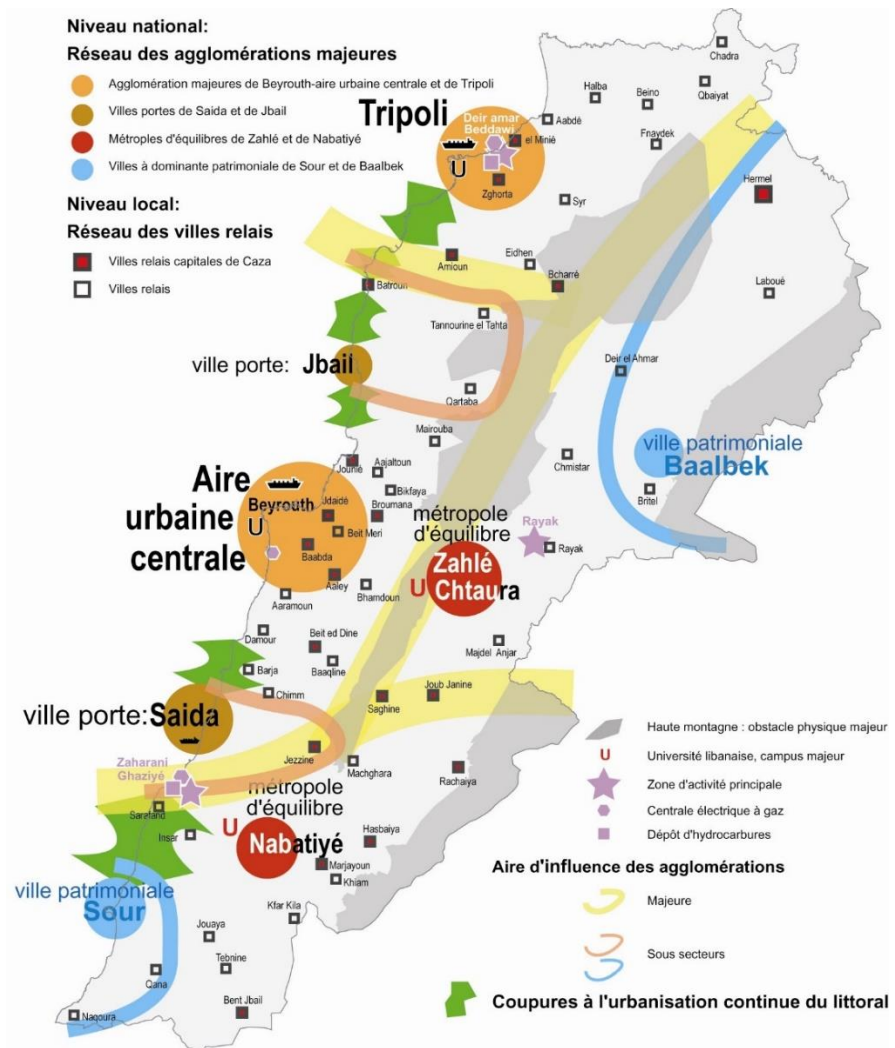 Niveau national:
Réseau des agglomérations majeures
Agglomération majeures de Beyrouth-aire urbaine centrale et de Tripoli
Villes portes de Saida et de Jbail
Métroples d'équilibres de Zahlé et de Nabatiyé
Villes à dominante patrimoniale de Sour et de Baalbek
Niveau local:
Réseau des villes relais
Villes relais capitales de Caza
Villes relais
Chadra
Halba
Beino
Qbaiyat
Tripoli
Deir amar
Beddawi
Aabdé
el Minié
Fnaydek
U
Zghorta
Hermel
Syr
Amioun
Eidhen
Bcharré
Batroun
Laboué
Tannourine el Tahta
ville porte: Jbail
Deir el Ahmar
Qartaba
Mairouba
ville patrimoniale
Baalbek
Jounié
Aajaltoun
Chmistar
Bikfaya
Britel
Aire
urbaine
centrale
Beyrouth
U
Jdaidé
Broumana
Beit Meri
Baabda
Aaley
Bhamdoun
Aaramoun
métropole
d'équilibre
Rayak
Rayak
Zahlé
U Chtaura
Damour
Beit ed Dine
Majdel Anjar
Barja
Baaqline
Chimm
Joub Janine
Saghine
ville porte: Saida
Jezzine
Machghara
Rachaiya
Zaharani
Ghaziyé
métropole
d'équilibre
Sarafand
Insar
U
Nabatiyé
Hasbaiya
Marjayoun
Khiam
ville patrimoniale
Sour
Kfar Kila
Jouaya
Tebnine
Qana
Bent Jbail
Naqoura
Haute montagne : obstacle physique majeur
U Université libanaise, campus majeur
Zone d'activité principale
Centrale électrique à gaz
Dépôt d'hydrocarbures
Aire d'influence des agglomérations
Majeure
Sous secteurs
Coupures à l'urbanisation continue du littoral